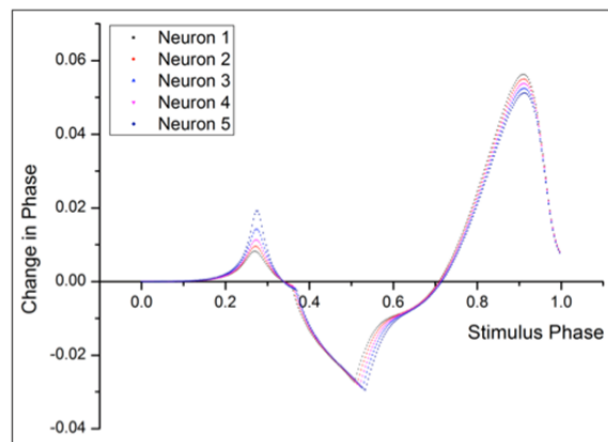 Neuron 1
Neuron 2
Neuron 3
Neuron 4
Neuron 5
0.06
0.04
0.02
0.00
-0.02
-0.04
Change in Phase
0.0 0.2 0.4 0.6 0.8 1.0
Stimulus Phase